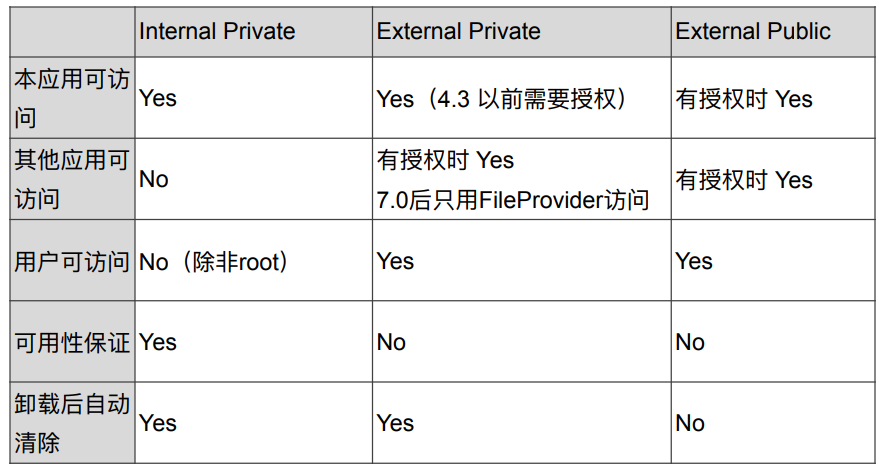 Internal Private External Private External Public
本应用可访
问
Yes
Yes（4.3 以前需要授权）
有授权时 Yes
其他应用可
访问
No
有授权时 Yes
7.0后只用FileProvider访问
有授权时 Yes
用户可访问
No（除非root）
Yes
Yes
可用性保证
Yes
No
No
卸载后自动
清除
Yes
Yes
No